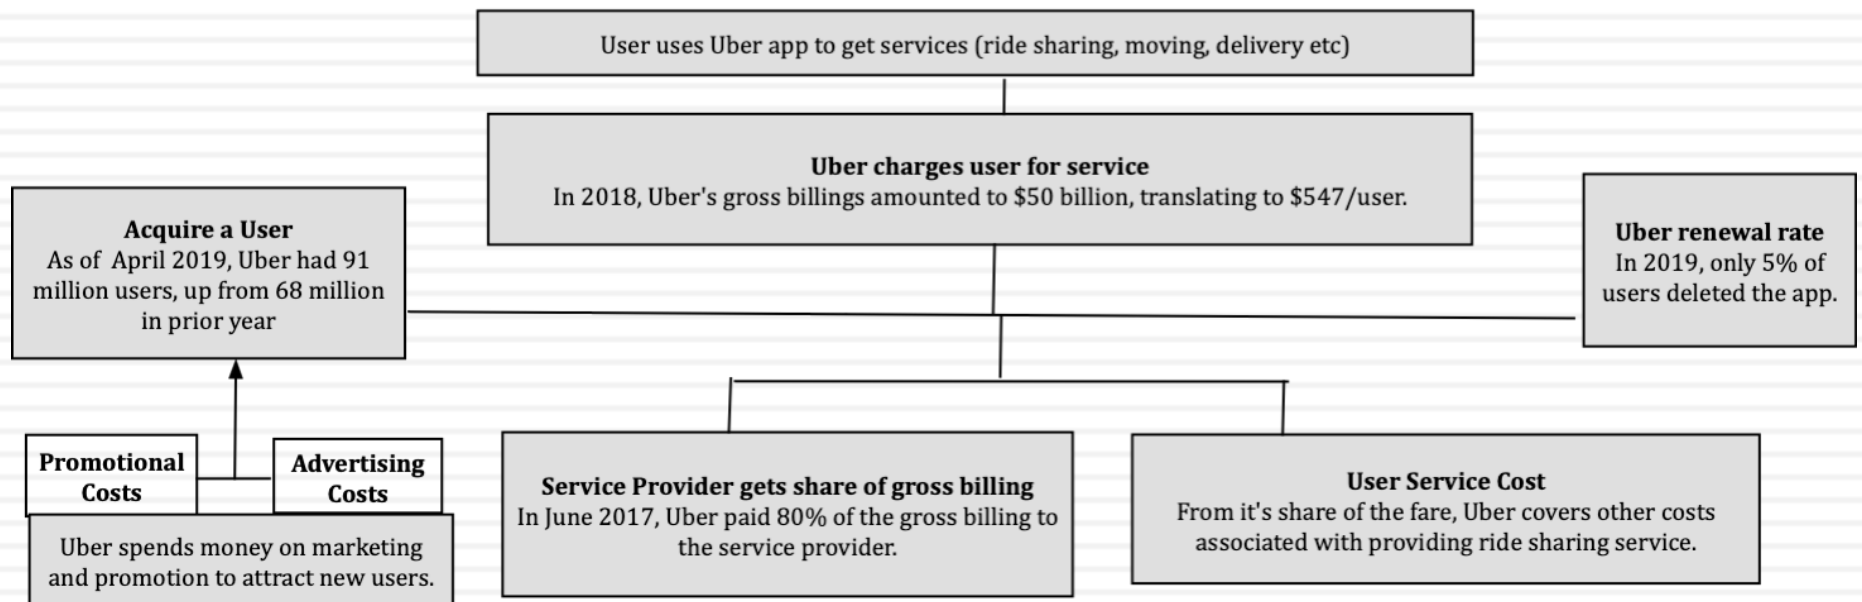 User uses Uber app to get services (ride sharing, moving, delivery etc)
Uber charges user for service
In 2018, Uber's gross billings amounted to $50 billion, translating to $547/user.
Acquire a User
As of April 2019, Uber had 91
million users, up from 68 million
in prior year
Uber renewal rate
In 2019, only 5% of
users deleted the app.
Promotional
Costs
Advertising
Costs
Uber spends money on marketing
and promotion to attract new users.
Service Provider gets share of gross billing
In June 2017, Uber paid 80% of the gross billing to
the service provider.
User Service Cost
From it's share of the fare, Uber covers other costs
associated with providing ride sharing service.